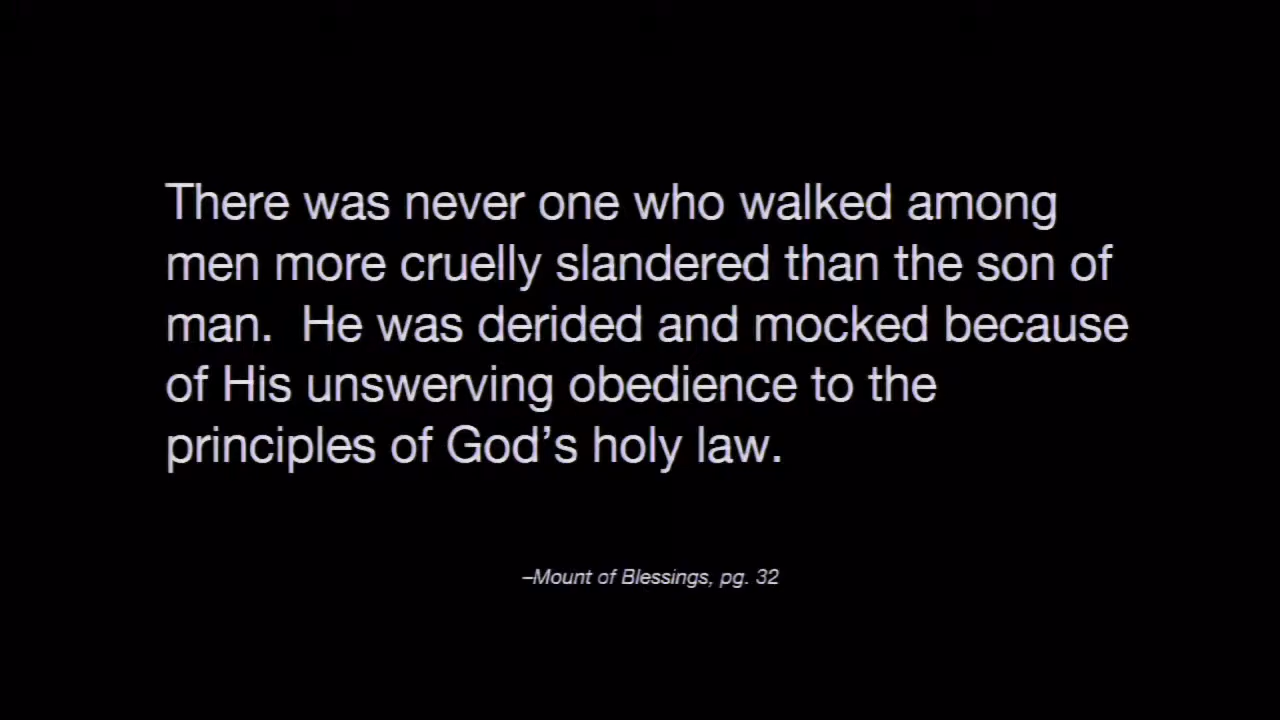 There was never one who walked among
men more cruelly slandered than the son of
man.  He was derided and mocked because
of His unswerving obedience to the
principles of God’s holy law.
–Mount of Blessings, pg. 32